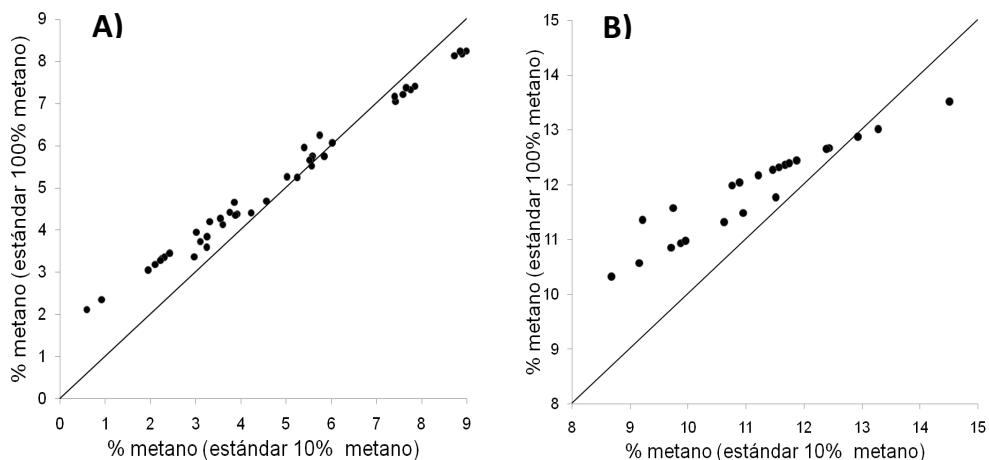 A)
% metano (estándar 100% metano)
9
8
7
6
5
4
3
2
1
0
0 1 2 3 4 5 6 7 8 9
% metano (estándar 10% metano)
B)
% metano (estándar 100% metano)
15
14
13
12
11
10
9
8
8 9 10 11 12 13 14 15
% metano (estándar 10% metano)